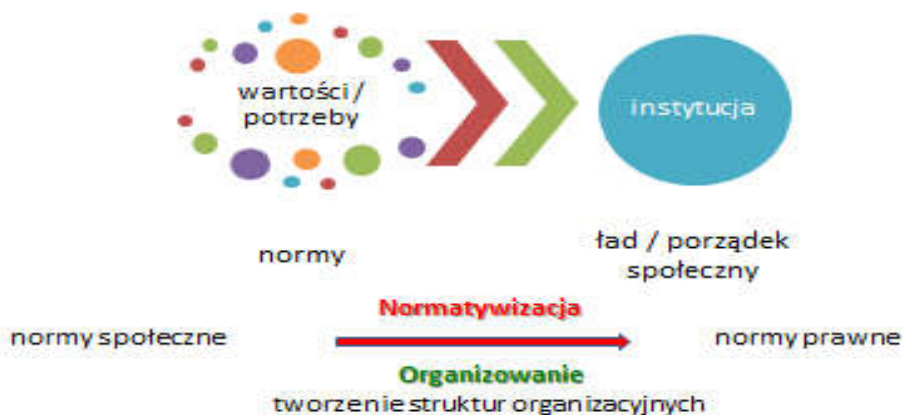 wartości /
potrzeby
instytucja
normy
ład / porządek
społeczny
Normatywizacja
normy społeczne
normy prawne
Organizowanie
tworzenie struktur organizacyjnych